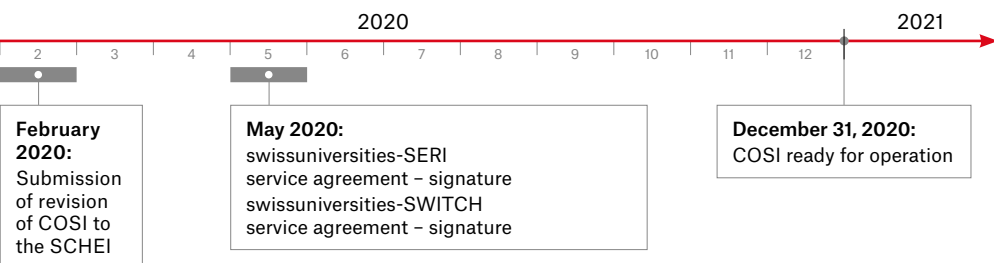 2020
2021
2
3
4
5
6
7
8
9
10
11
12
February
2020:
Submission
of revision
of COSI to
the SCHEI
May 2020:
swissuniversities-SERI
service agreement – signature
swissuniversities-SWITCH
service agreement – signature
December 31, 2020:
COSI ready for operation